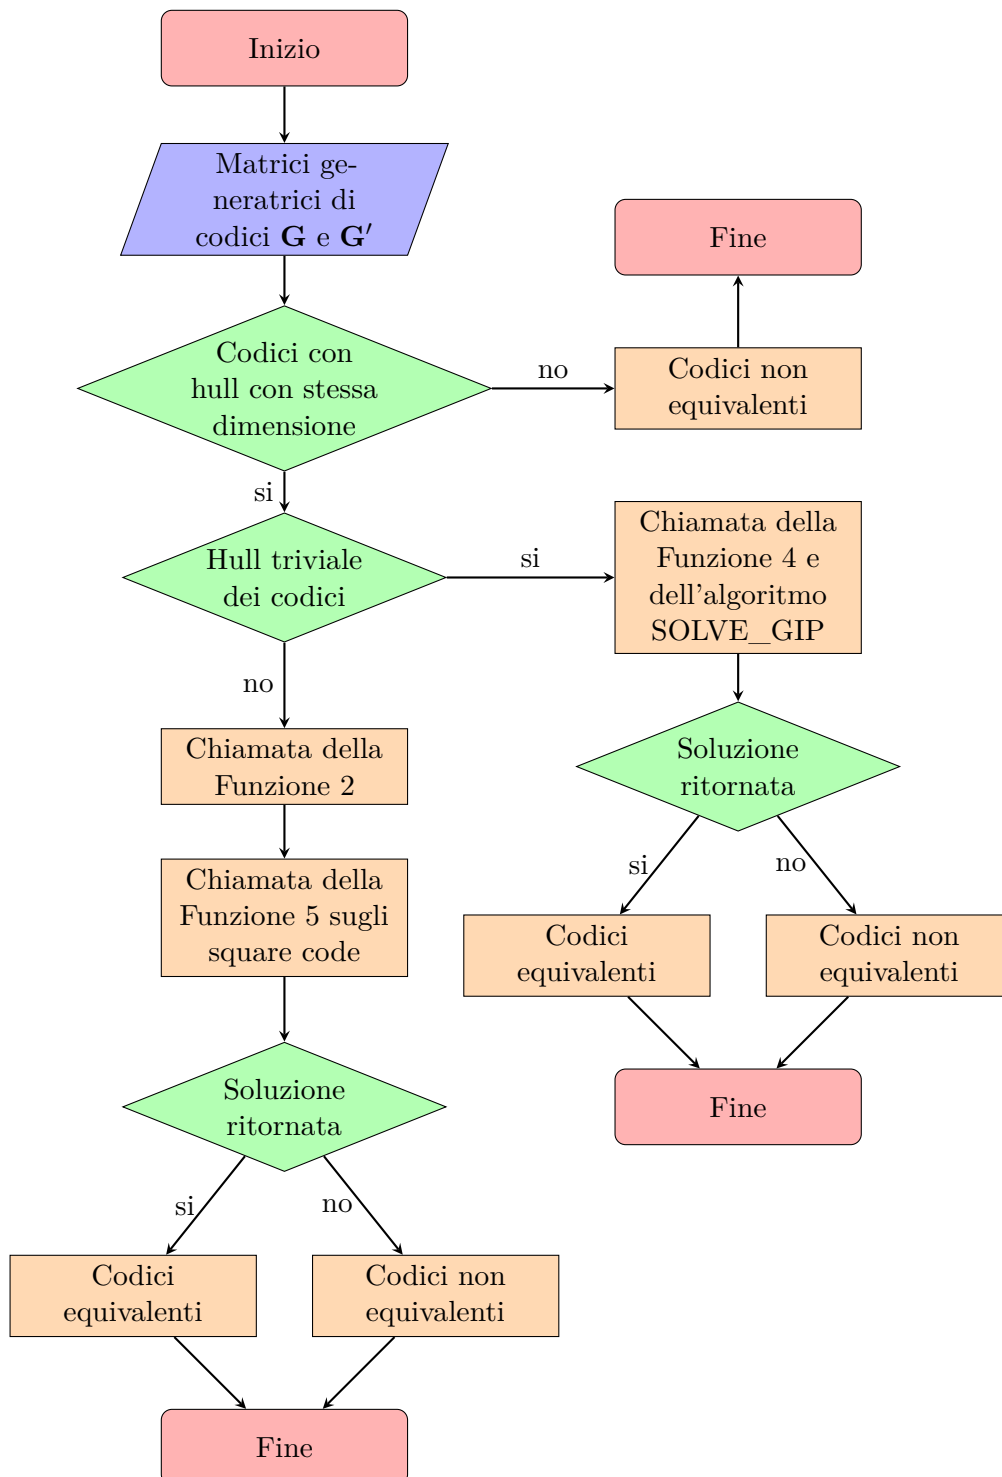 Inizio
Matrici ge-
neratrici di
codici G e G′
Fine
Codici con
hull con stessa
dimensione
no
Codici non
equivalenti
si
Hull triviale
dei codici
si
Chiamata della
Funzione 4 e
dell'algoritmo
SOLVE_GIP
no
Chiamata della
Funzione 2
Soluzione
ritornata
Chiamata della
Funzione 5 sugli
square code
si
no
Codici
equivalenti
Codici non
equivalenti
Soluzione
ritornata
Fine
si
no
Codici
equivalenti
Codici non
equivalenti
Fine